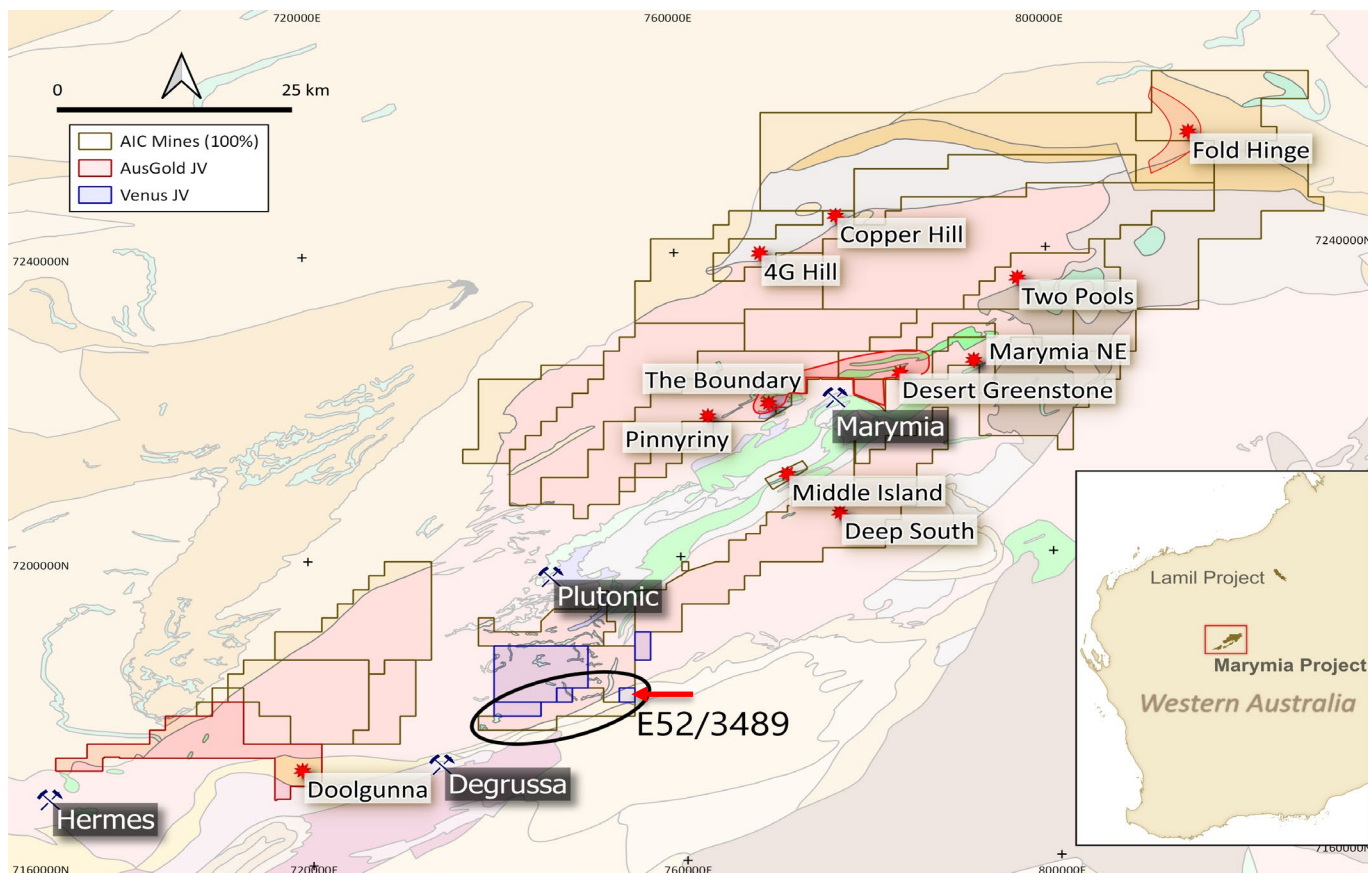 720000E
760000E
800000E
0
25 km
AIC Mines (100%)
AusGold JV
Venus JV
Fold Hinge
Copper Hill
7240000N
7240000N
4G Hill
Two Pools
Marymia NE
The Boundary
Desert Greenstone
Marymia
Pinnyriny
Middle Island
Deep South
7200000N
Plutonic
Lamil Project
Marymia Project
Western Australia
E52/3489
Degrussa
Doolgunna
Hermes
7160000N
7160000N
720000E
760000E
800000E